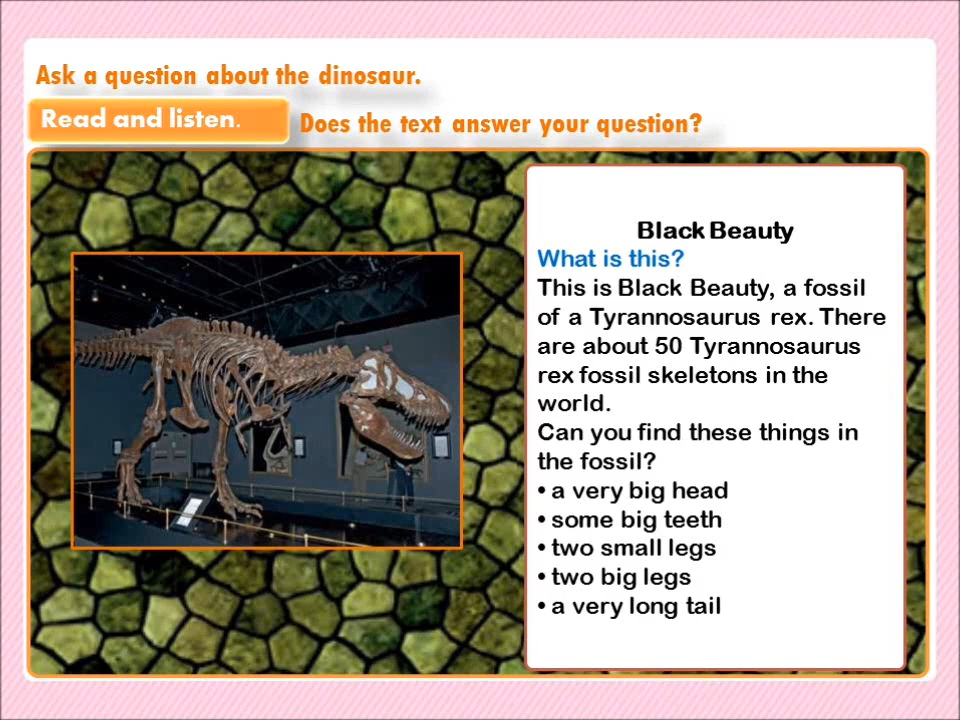 Ask a question about the dinosaur.
Read and listen.
Does the text answer your question?
Black Beauty
What is this?
This is Black Beauty, a fossil
of a Tyrannosaurus rex. There
are about 50 Tyrannosaurus
rex fossil skeletons in the
world.
Can you find these things in
the fossil?
• a very big head
• some big teeth
• two small legs
• two big legs
• a very long tail